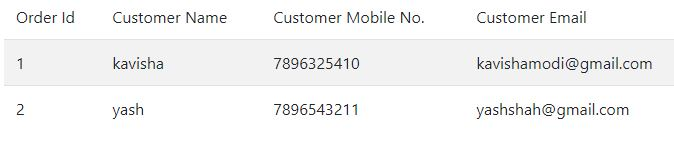 Order Id Customer Name Customer Mobile No. Customer Email
1 kavisha 7896325410 kavishamodi@gmail.com
2 yash 7896543211 yashshah@gmail.com